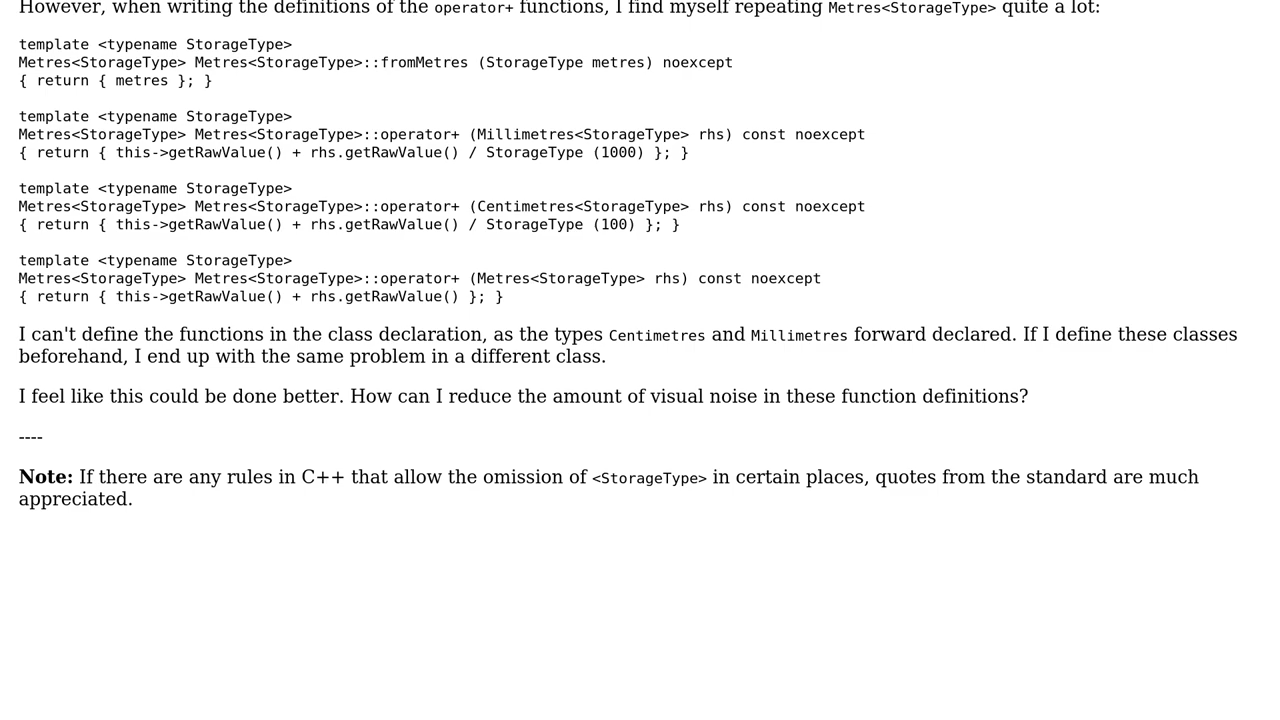 However, when writing the definitions of the operator+ functions, I find myself repeating Metres<StorageType> quite a lot:
template <typename StorageType>
Metres<StorageType> Metres<StorageType>::fromMetres (StorageType metres) noexcept
{ return { metres }; }
template <typename StorageType>
Metres<StorageType> Metres<StorageType>::operator+ (Millimetres<StorageType> rhs) const noexcept
{ return { this->getRawValue() + rhs.getRawValue() / StorageType (1000) }; }
template <typename StorageType>
Metres<StorageType> Metres<StorageType>::operator+ (Centimetres<StorageType> rhs) const noexcept
{ return { this->getRawValue() + rhs.getRawValue() / StorageType (100) }; }
template <typename StorageType>
Metres<StorageType> Metres<StorageType>::operator+ (Metres<StorageType> rhs) const noexcept
{ return { this->getRawValue() + rhs.getRawValue() }; }
I can't define the functions in the class declaration, as the types Centimetres and Millimetres forward declared. If I define these classes
beforehand, I end up with the same problem in a different class.
I feel like this could be done better. How can I reduce the amount of visual noise in these function definitions?
----
Note: If there are any rules in C++ that allow the omission of <StorageType> in certain places, quotes from the standard are much
appreciated.